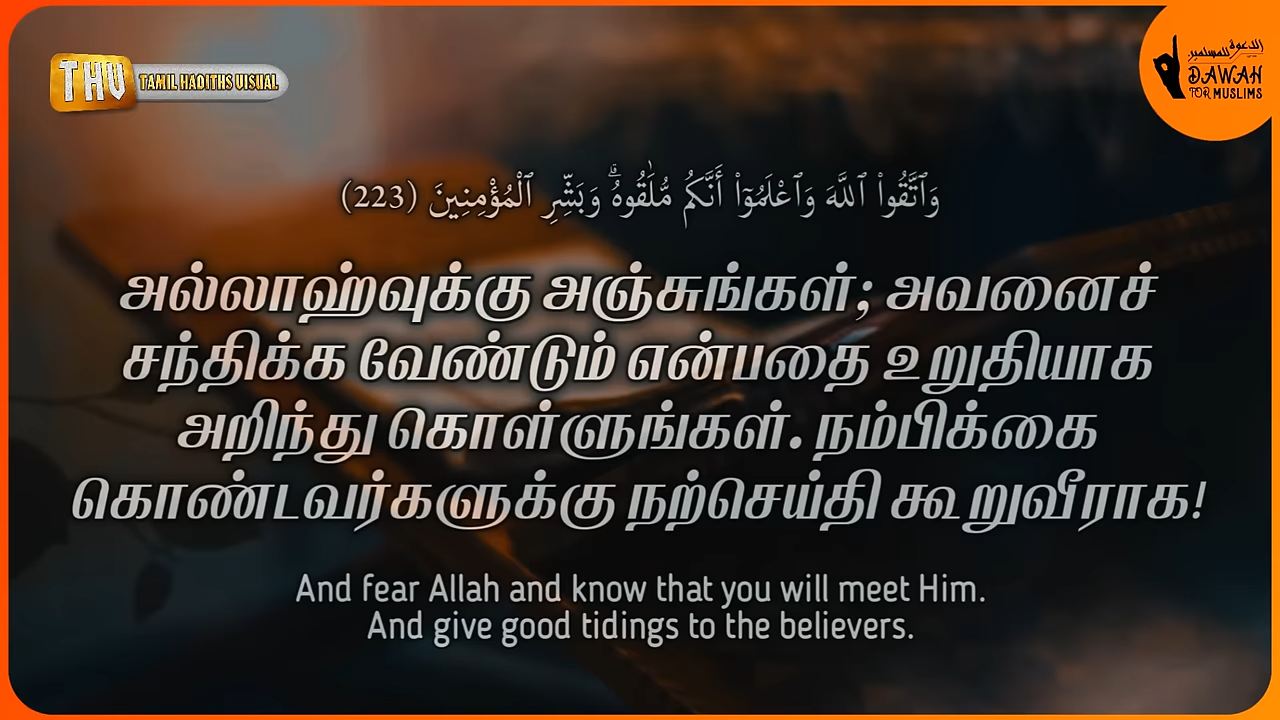 THV TAMIL HADITHS VISUAL
الدعوة للمسلمين
DAWAH
FOR MUSLIMS
وَٱتَّقُوا۟ ٱللَّهَ وَٱعْلَمُوٓا۟ أَنَّكُم مُّلَـٰقُوهُ ۗ وَبَشِّرِ ٱلْمُؤْمِنِينَ (223)
அல்லாஹ்வுக்கு அஞ்சுங்கள்; அவனைச்
சந்திக்க வேண்டும் என்பதை உறுதியாக
அறிந்து கொள்ளுங்கள். நம்பிக்கை
கொண்டவர்களுக்கு நற்செய்தி கூறுவீராக!
And fear Allah and know that you will meet Him.
And give good tidings to the believers.